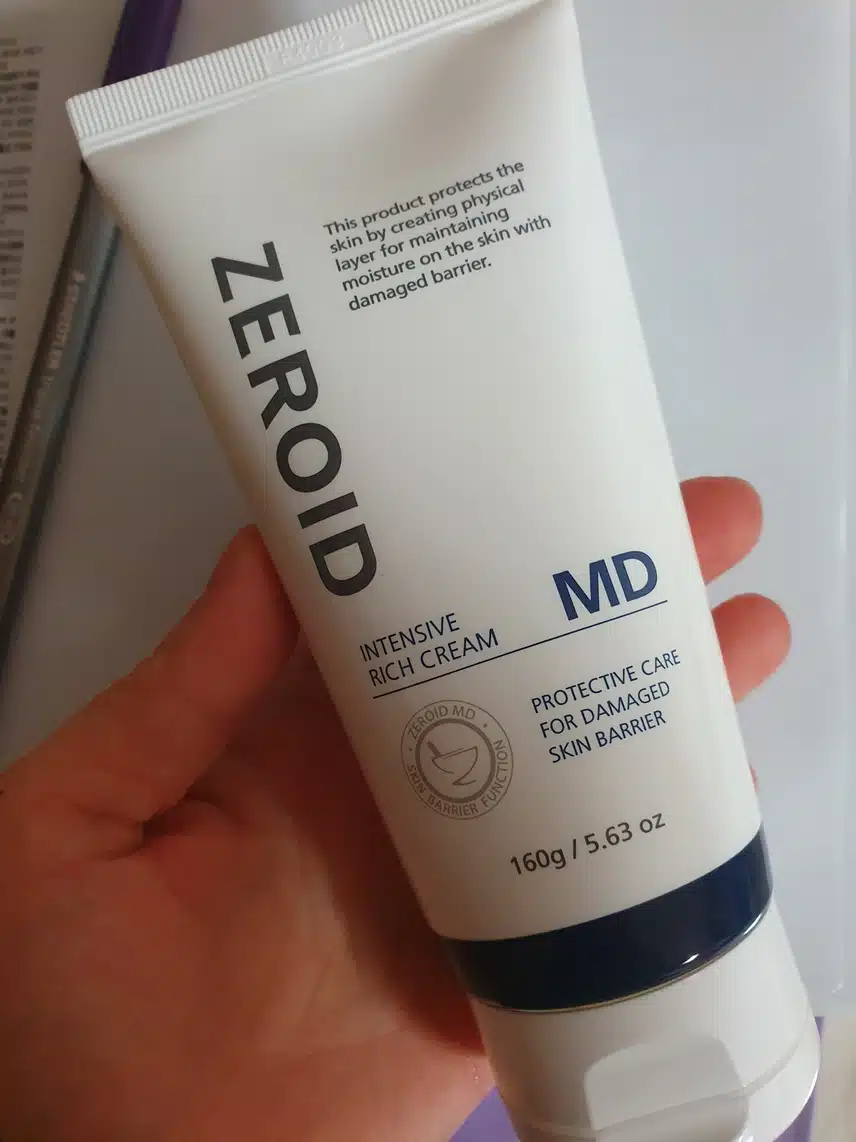 This product protects the
skin by creating physical
layer for maintaining
moisture on the skin with
damaged barrier.
ZEROID
MD
INTENSIVE
RICH CREAM
PROTECTIVE CARE
FOR DAMAGED
SKIN BARRIER
ZEROID MD
SKIN BARRIER FUNCTION
160g / 5.63 oz
STAEDTLER